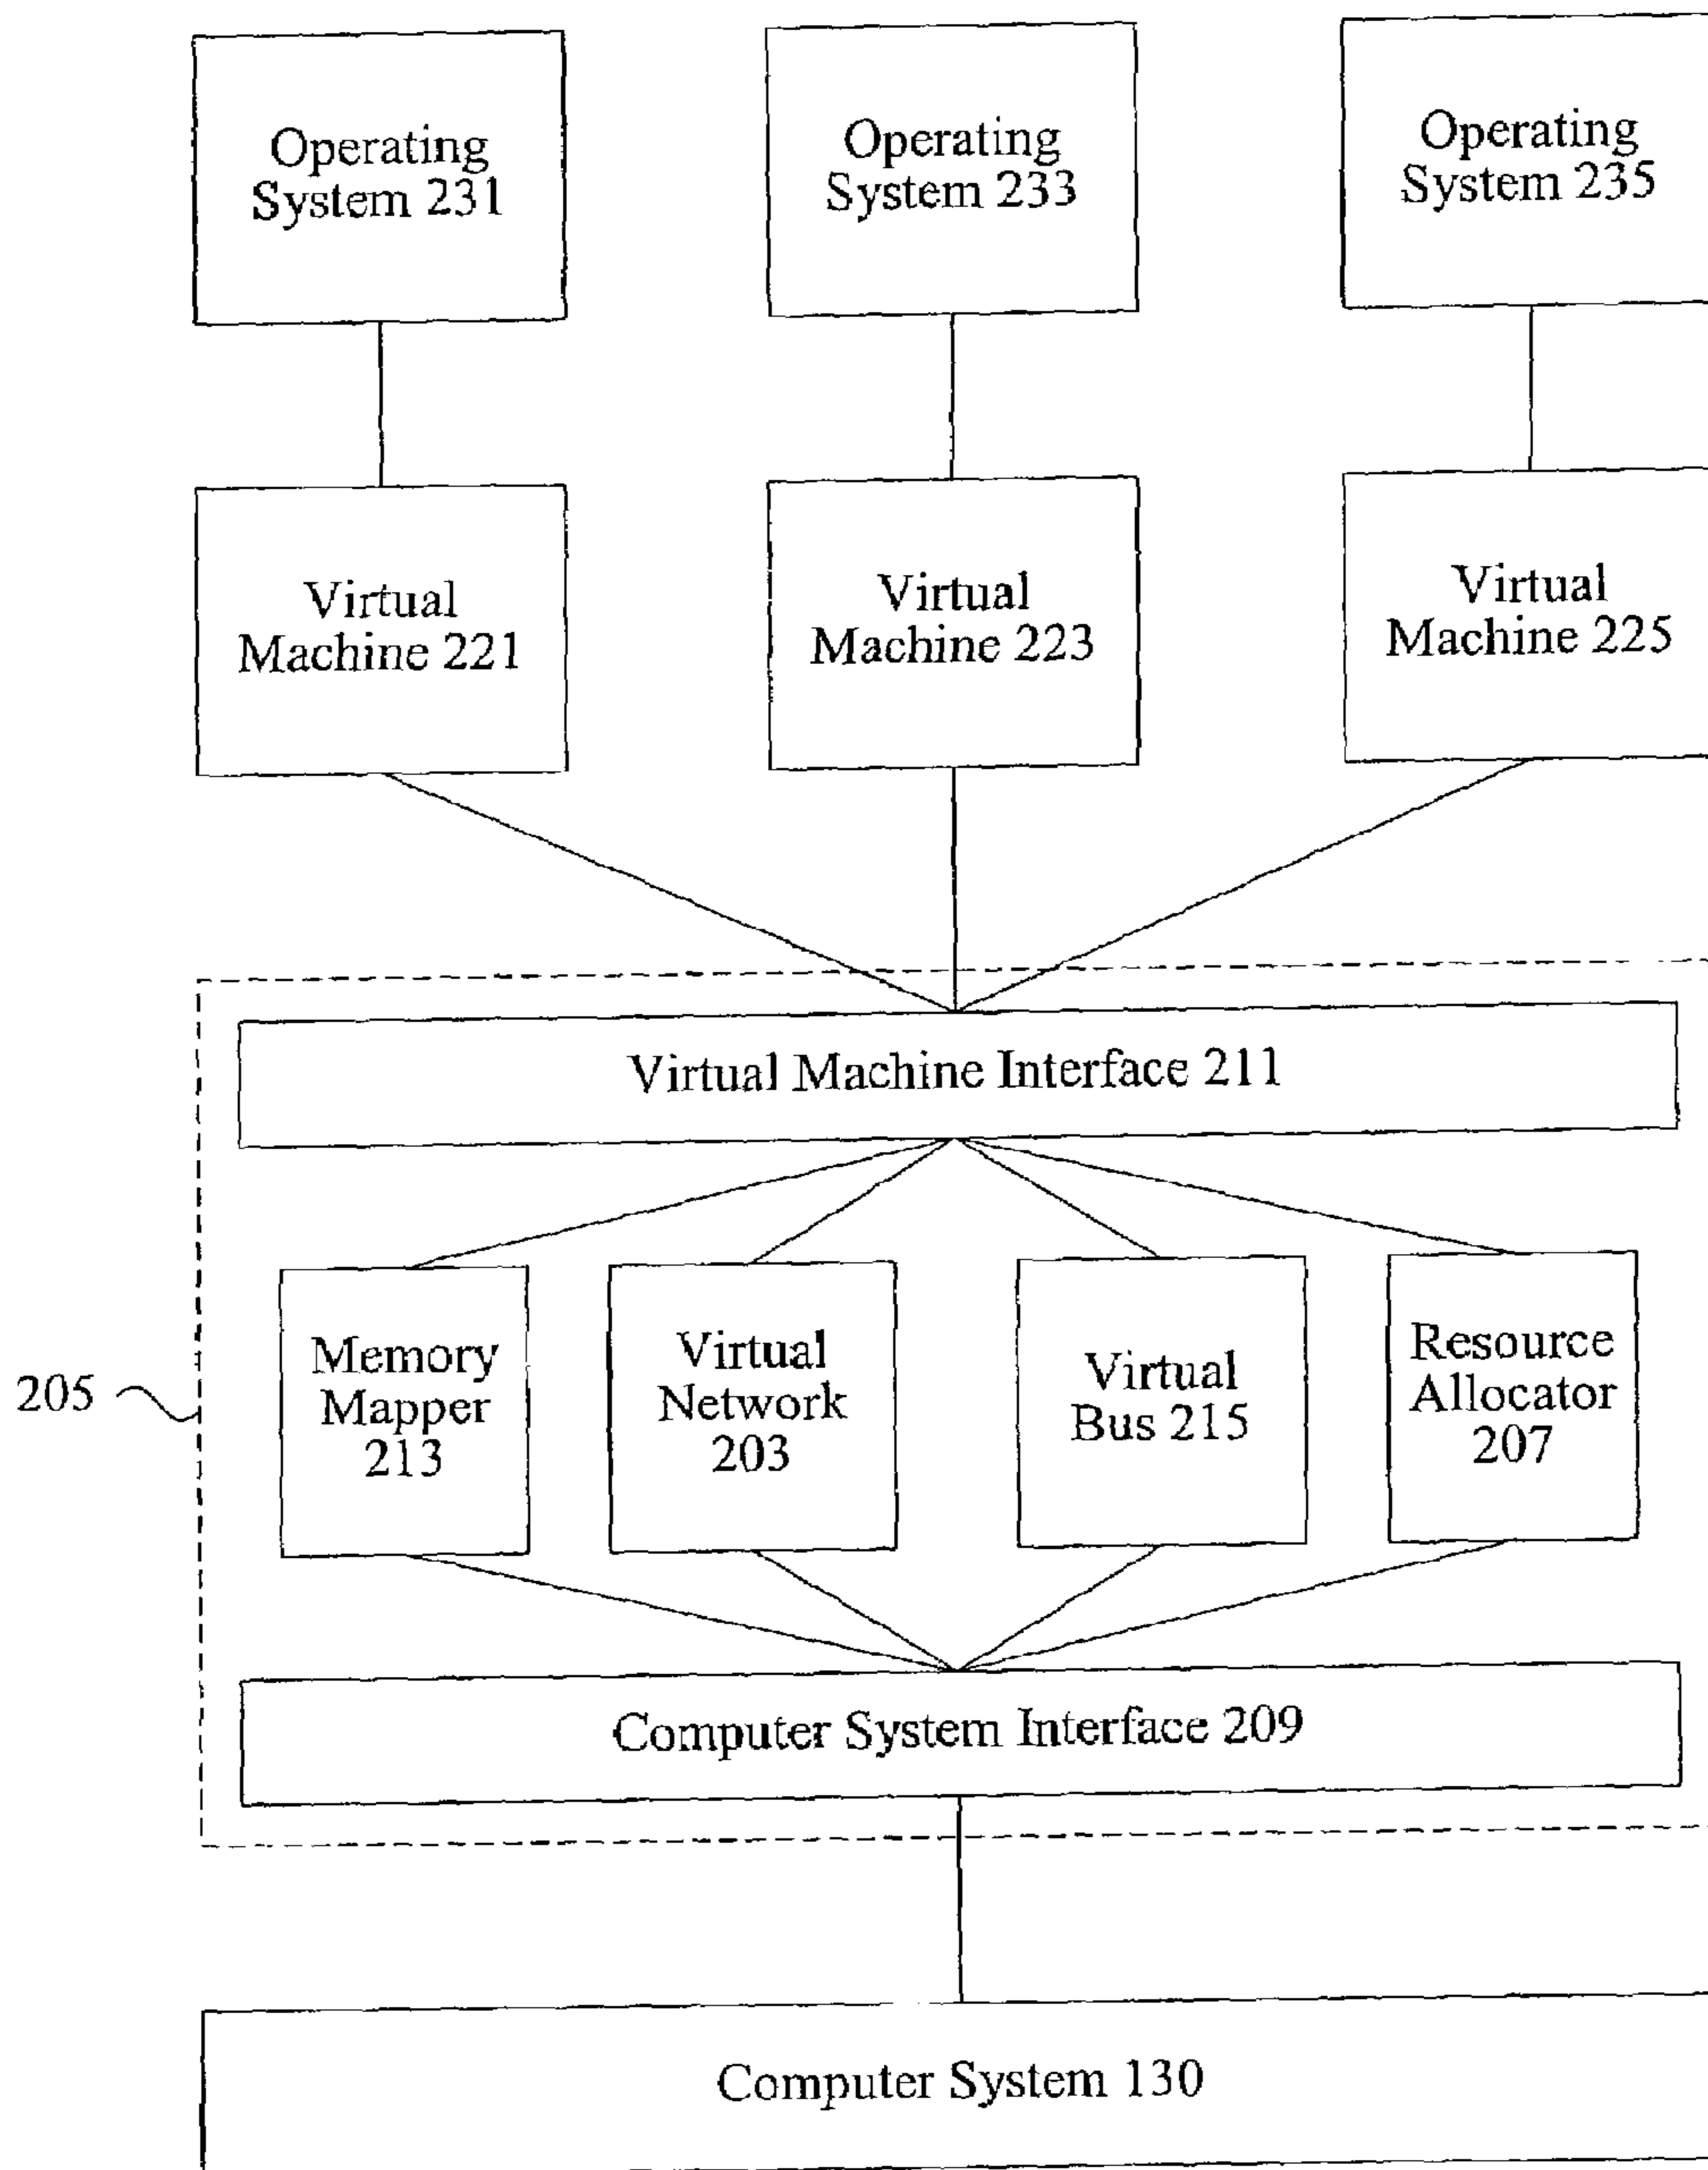 Operating
System 231
Operating
System 233
Operating
System 235
Virtual
Machine 221
Virtual
Machine 223
Virtual
Machine 225
Virtual Machine Interface 211
205
Memory
Mapper
213
Virtual
Network
203
Virtual
Bus 215
Resource
Allocator
207
Computer System Interface 209
Computer System 130